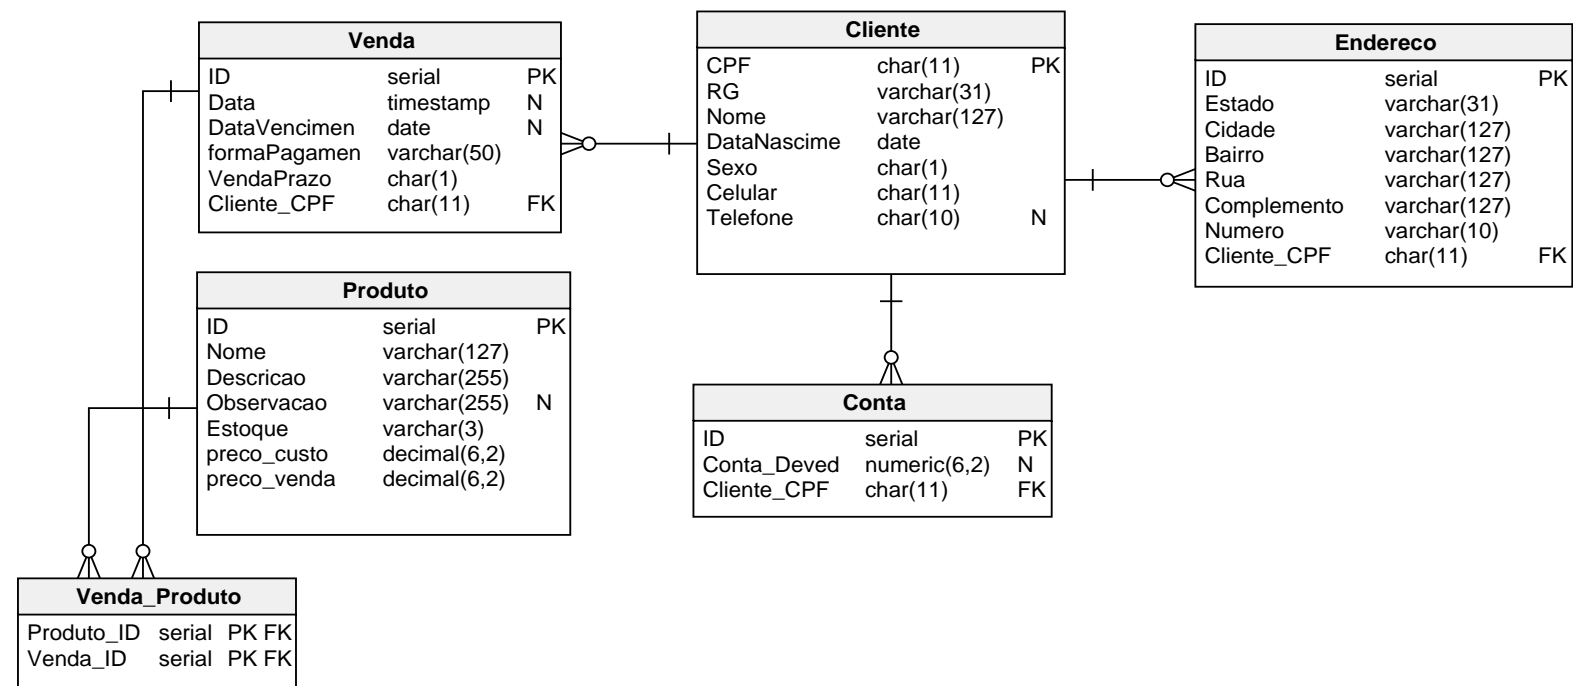 Venda
ID serial PK
Data timestamp N
DataVencimen date N
formaPagamen varchar(50)
VendaPrazo char(1)
Cliente_CPF char(11) FK
Cliente
CPF char(11) PK
RG varchar(31)
Nome varchar(127)
DataNascime date
Sexo char(1)
Celular char(11)
Telefone char(10) N
Endereco
ID serial PK
Estado varchar(31)
Cidade varchar(127)
Bairro varchar(127)
Rua varchar(127)
Complemento varchar(127)
Numero varchar(10)
Cliente_CPF char(11) FK
Produto
ID serial PK
Nome varchar(127)
Descricao varchar(255)
Observacao varchar(255) N
Estoque varchar(3)
preco_custo decimal(6,2)
preco_venda decimal(6,2)
Conta
ID serial PK
Conta_Deved numeric(6,2) N
Cliente_CPF char(11) FK
Venda_Produto
Produto_ID serial PK FK
Venda_ID serial PK FK